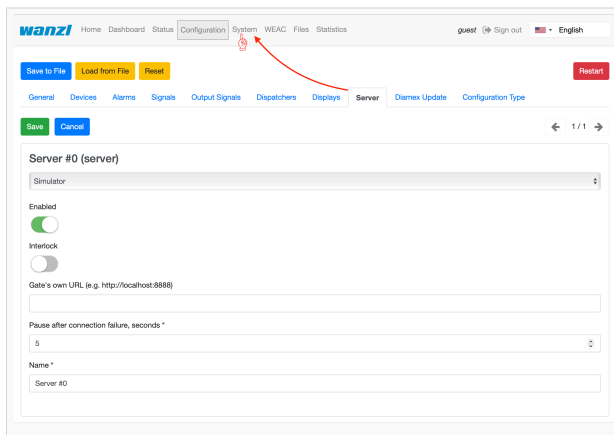 wanzl Home Dashboard Status Configuration System WEAC Files Statistics guest Sign out English
Save to File Load from File Reset Restart
General Devices Alarms Signals Output Signals Dispatchers Displays Server Diamex Update Configuration Type
Save Cancel 1 / 1
Server #0 (server)
Simulator
Enabled
Interlock
Gate's own URL (e.g. http://localhost:8888)
Pause after connection failure, seconds *
5
Name *
Server #0